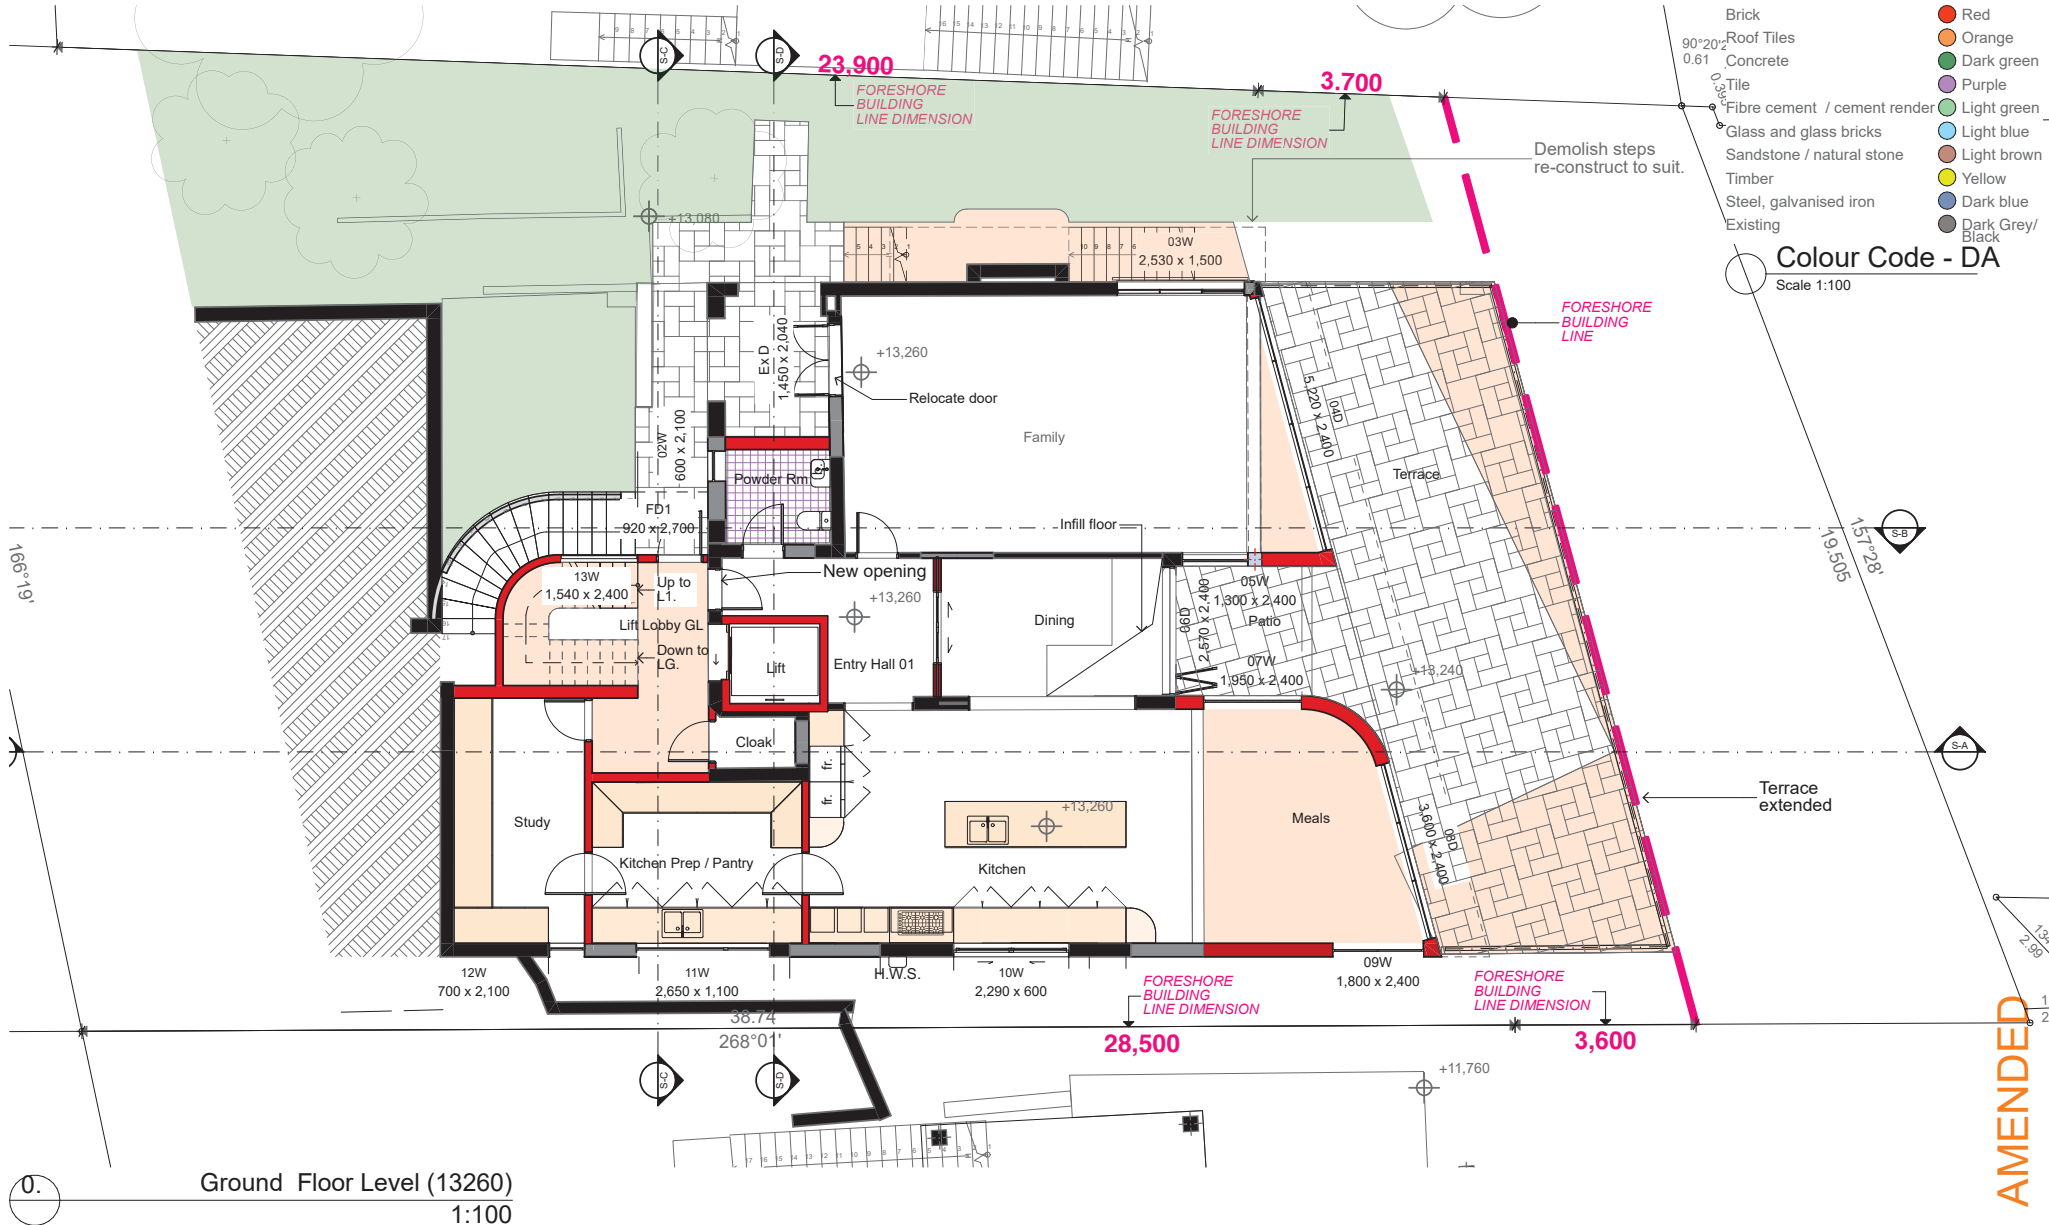 Brick
Red
Roof Tiles
Orange
Concrete
Dark green
Tile
Purple
Fibre cement / cement render
Light green
Glass and glass bricks
Light blue
Sandstone / natural stone
Light brown
Timber
Yellow
Steel, galvanised iron
Dark blue
Existing
Dark Grey/
Black
Colour Code - DA
Scale 1:100
0.61
S-C
S-D
23,900
FORESHORE
BUILDING
LINE DIMENSION
3.700
FORESHORE
BUILDING
LINE DIMENSION
Demolish steps
re-construct to suit.
+13,080
03W
2,530 x 1,500
FORESHORE
BUILDING
LINE
Ex D
1,450 x 2,040
+13,260
Relocate door
Family
02W
600 x 2,100
04D
5,220 x 2,400
Terrace
Powder Rm
FD1
920 x 2,700
Infill floor
S-B
157°28'
19.505
166°19'
New opening
13W
1,540 x 2,400
Up to
L1.
Lift Lobby GL
Down to
LG.
Lift
+13,260
Entry Hall 01
Dining
06D
2,570 x 2,400
05W
1,300 x 2.400
Patio
07W
1,950 x 2,400
+13,240
Cloak
fr.
fr.
S-A
Terrace
extended
Study
Kitchen Prep / Pantry
+13,260
Kitchen
Meals
08D
3,600 x 2,400
12W
700 x 2,100
11W
2,650 x 1,100
H.W.S.
10W
2,290 x 600
09W
1,800 x 2,400
FORESHORE
BUILDING
LINE DIMENSION
FORESHORE
BUILDING
LINE DIMENSION
38.74
268°01'
28,500
3,600
2.99
S-C
S-D
+11,760
AMENDED
0.
Ground Floor Level (13260)
1:100